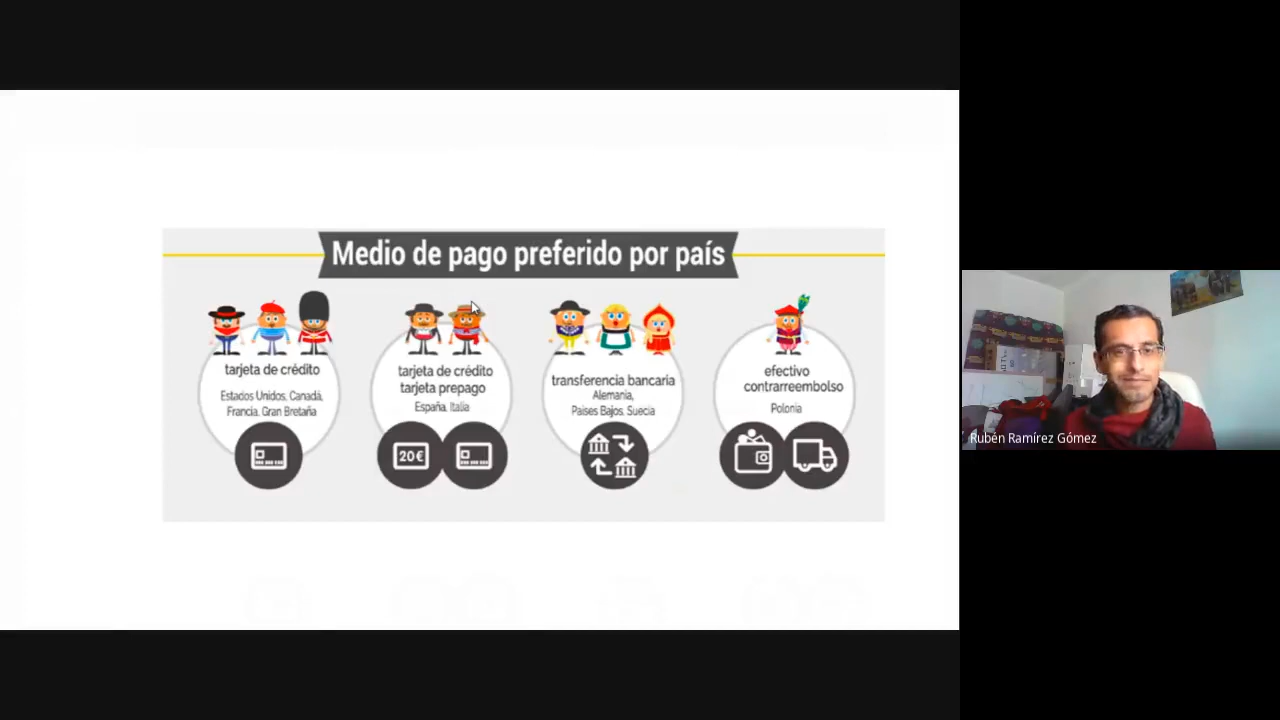 Medio de pago preferido por país
tarjeta de crédito
Estados Unidos, Canadá,
Francia, Gran Bretaña
tarjeta de crédito
tarjeta prepago
España, Italia
20€
transferencia bancaria
Alemania,
Países Bajos, Suecia
efectivo
contrarreembolso
Polonia
Rubén Ramírez Gómez